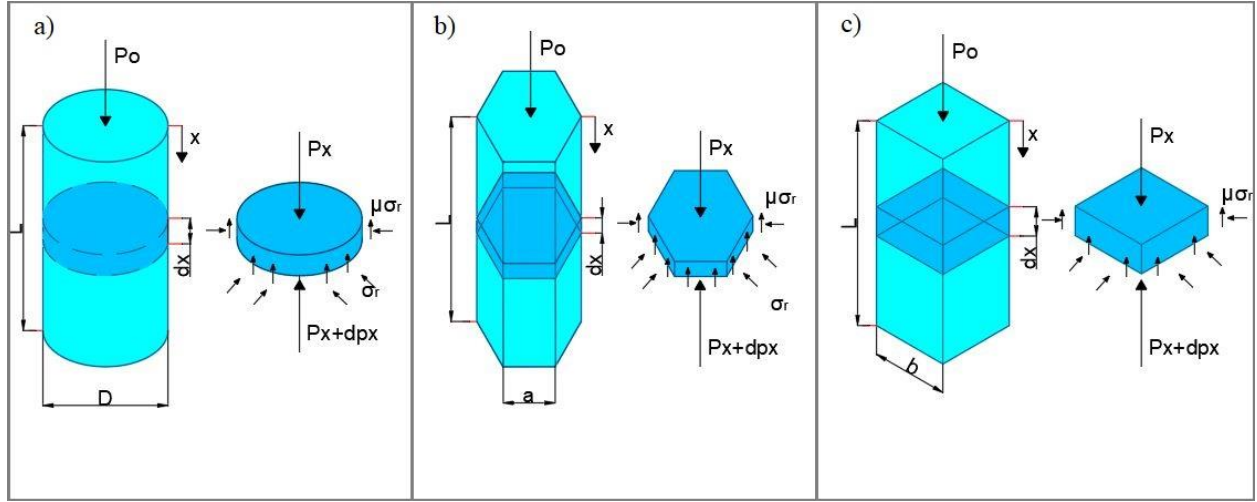 a)
Po
x
Px
L
μσr
dx
σr
Px+dpx
D
b)
Po
x
Px
L
μσr
dx
σr
Px+dpx
a
c)
Po
x
Px
L
μσr
dx
Px+dpx
b